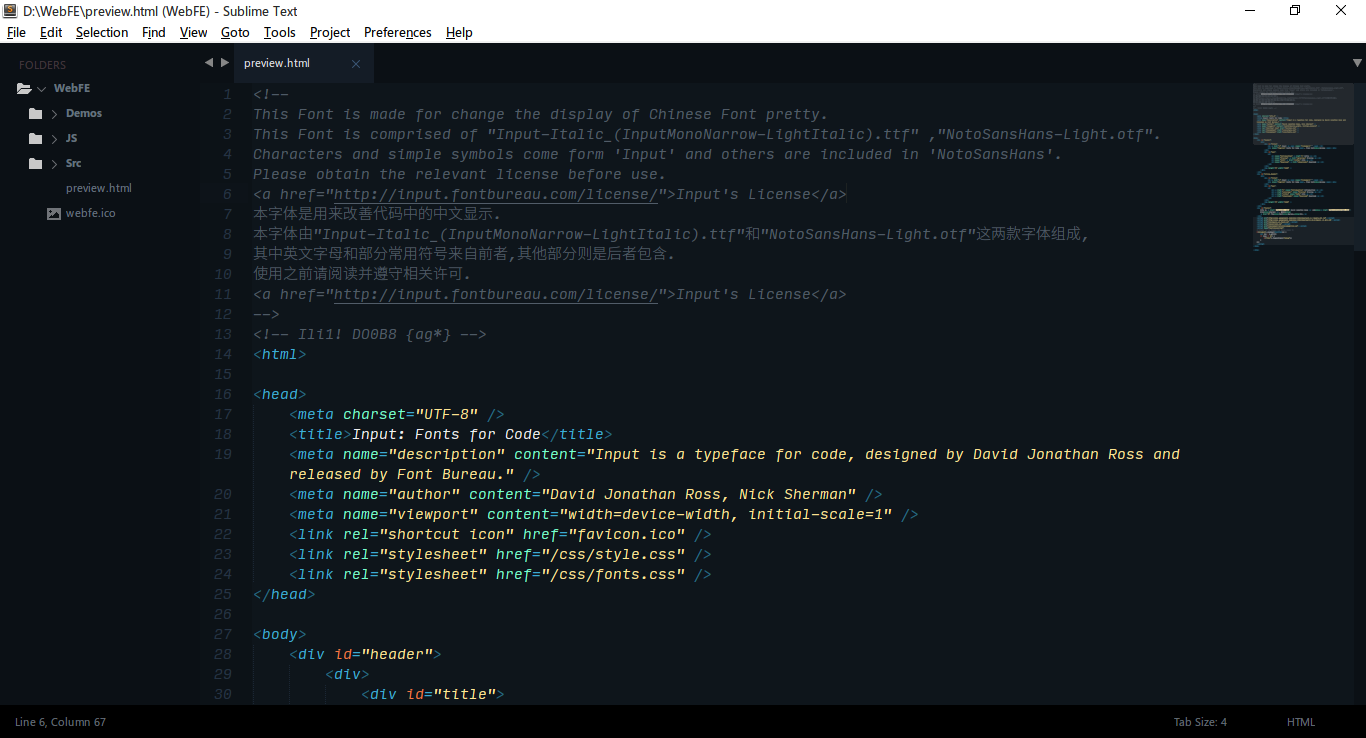 D:\WebFE\preview.html (WebFE) - Sublime Text
File Edit Selection Find View Goto Tools Project Preferences Help
FOLDERS
WebFE
Demos
JS
Src
preview.html
webfe.ico
preview.html
1 <!--
2 This Font is made for change the display of Chinese Font pretty.
3 This Font is comprised of "Input-Italic_(InputMonoNarrow-LightItalic).ttf" ,"NotoSansHans-Light.otf".
4 Characters and simple symbols come form 'Input' and others are included in 'NotoSansHans'.
5 Please obtain the relevant license before use.
6 <a href="http://input.fontbureau.com/license/">Input's License</a>
7 本字体是用来改善代码中的中文显示.
8 本字体由"Input-Italic_(InputMonoNarrow-LightItalic).ttf"和"NotoSansHans-Light.otf"这两款字体组成,
9 其中英文字母和部分常用符号来自前者,其他部分则是后者包含.
10 使用之前请阅读并遵守相关许可.
11 <a href="http://input.fontbureau.com/license/">Input's License</a>
12 -->
13 <!-- Ili1! DO0B8 {ag*} -->
14 <html>
15
16 <head>
17 <meta charset="UTF-8" />
18 <title>Input: Fonts for Code</title>
19 <meta name="description" content="Input is a typeface for code, designed by David Jonathan Ross and
released by Font Bureau." />
20 <meta name="author" content="David Jonathan Ross, Nick Sherman" />
21 <meta name="viewport" content="width=device-width, initial-scale=1" />
22 <link rel="shortcut icon" href="favicon.ico" />
23 <link rel="stylesheet" href="/css/style.css" />
24 <link rel="stylesheet" href="/css/fonts.css" />
25 </head>
26
27 <body>
28 <div id="header">
29 <div>
30 <div id="title">
Line 6, Column 67
Tab Size: 4
HTML